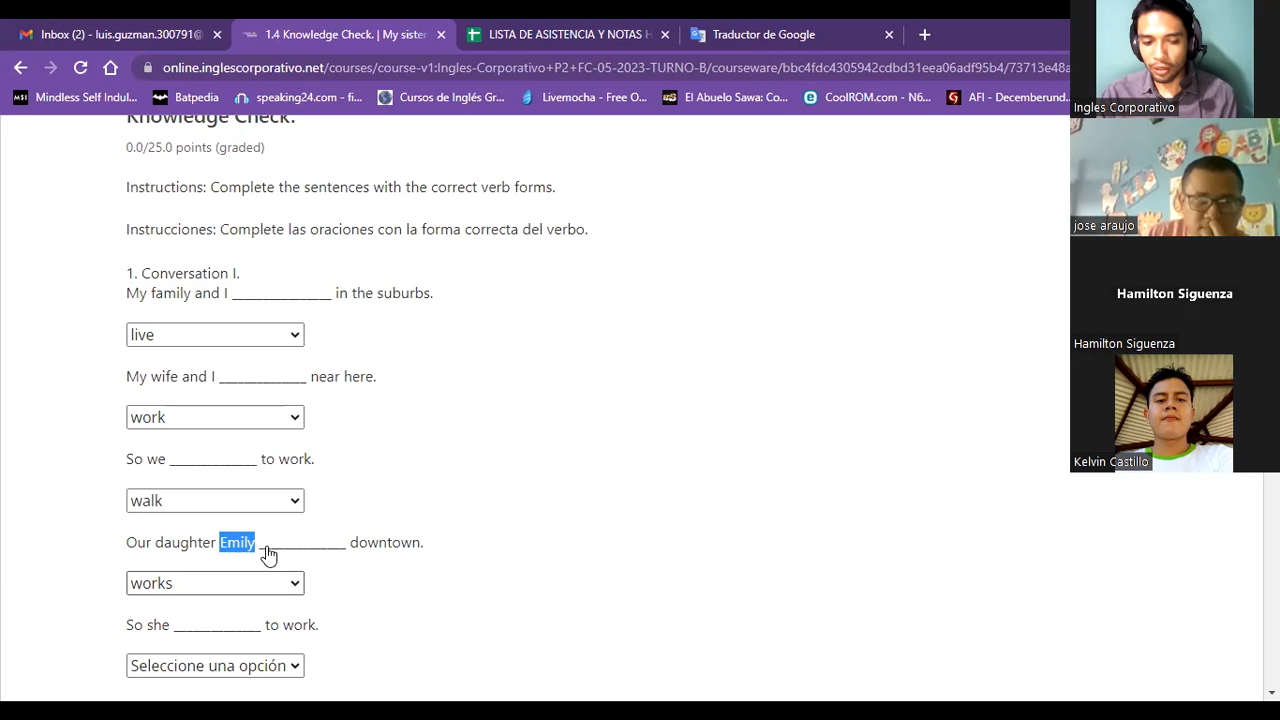 Inbox (2) - luis.guzman.300791@
1.4 Knowledge Check. | My sister
LISTA DE ASISTENCIA Y NOTAS H
Traductor de Google
online.inglescorporativo.net/courses/course-v1:Ingles-Corporativo+P2+FC-05-2023-TURNO-B/courseware/bbc4fdc4305942cdbd31eea06adf95b4/73713e48a
Mindless Self Indul...
Batpedia
speaking24.com - fi...
Cursos de Inglés Gr...
Livemocha - Free O...
El Abuelo Sawa: Co...
CoolROM.com - N6...
AFI - Decemberund...
Ingles Corporativo
jose araujo
Hamilton Siguenza
Hamilton Siguenza
Kelvin Castillo
Knowledge Check.
0.0/25.0 points (graded)
Instructions: Complete the sentences with the correct verb forms.
Instrucciones: Complete las oraciones con la forma correcta del verbo.
1. Conversation I.
My family and I ________________ in the suburbs.
live
My wife and I ______________ near here.
work
So we ______________ to work.
walk
Our daughter Emily ______________ downtown.
works
So she ______________ to work.
Seleccione una opción